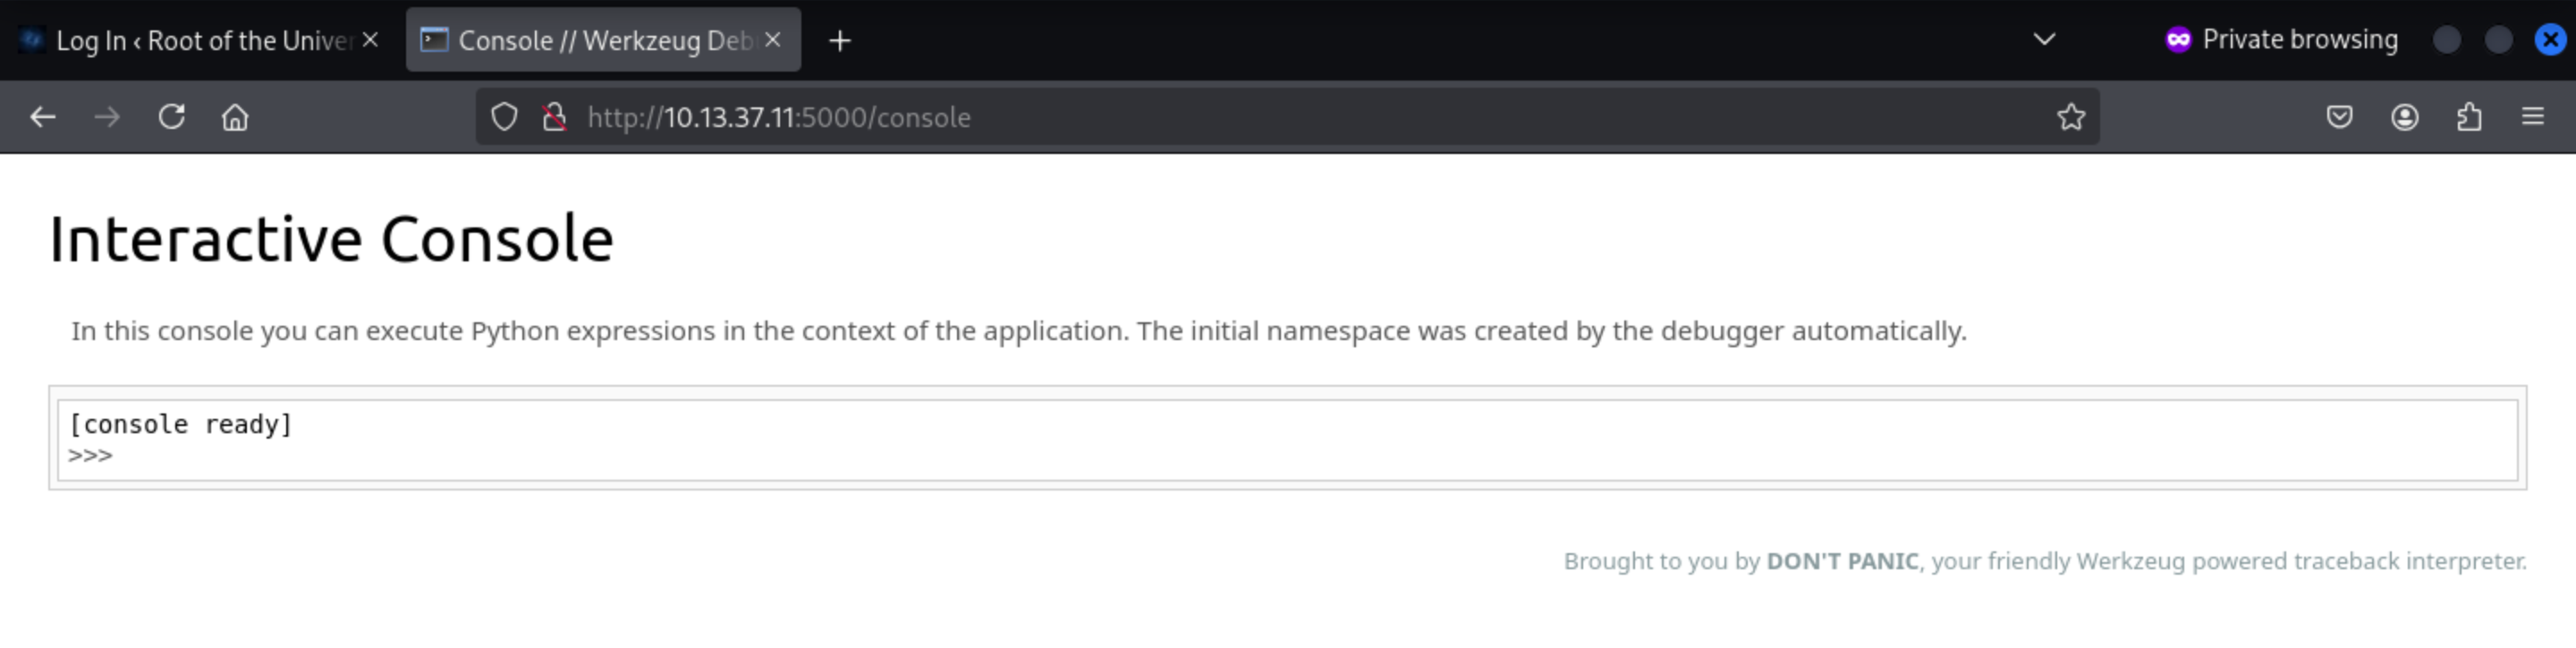 Log In ‹ Root of the Univer
Console // Werkzeug Deb
Private browsing
http://10.13.37.11:5000/console
Interactive Console
In this console you can execute Python expressions in the context of the application. The initial namespace was created by the debugger automatically.
[console ready]
>>>
Brought to you by DON'T PANIC, your friendly Werkzeug powered traceback interpreter.